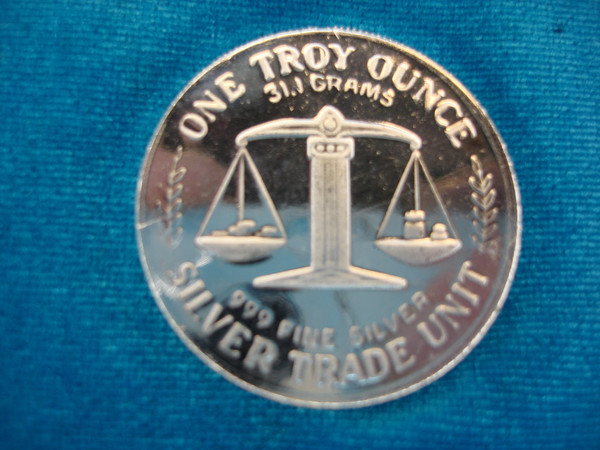 ONE TROY OUNCE
31.1 GRAMS
999 FINE SILVER
SILVER TRADE UNIT